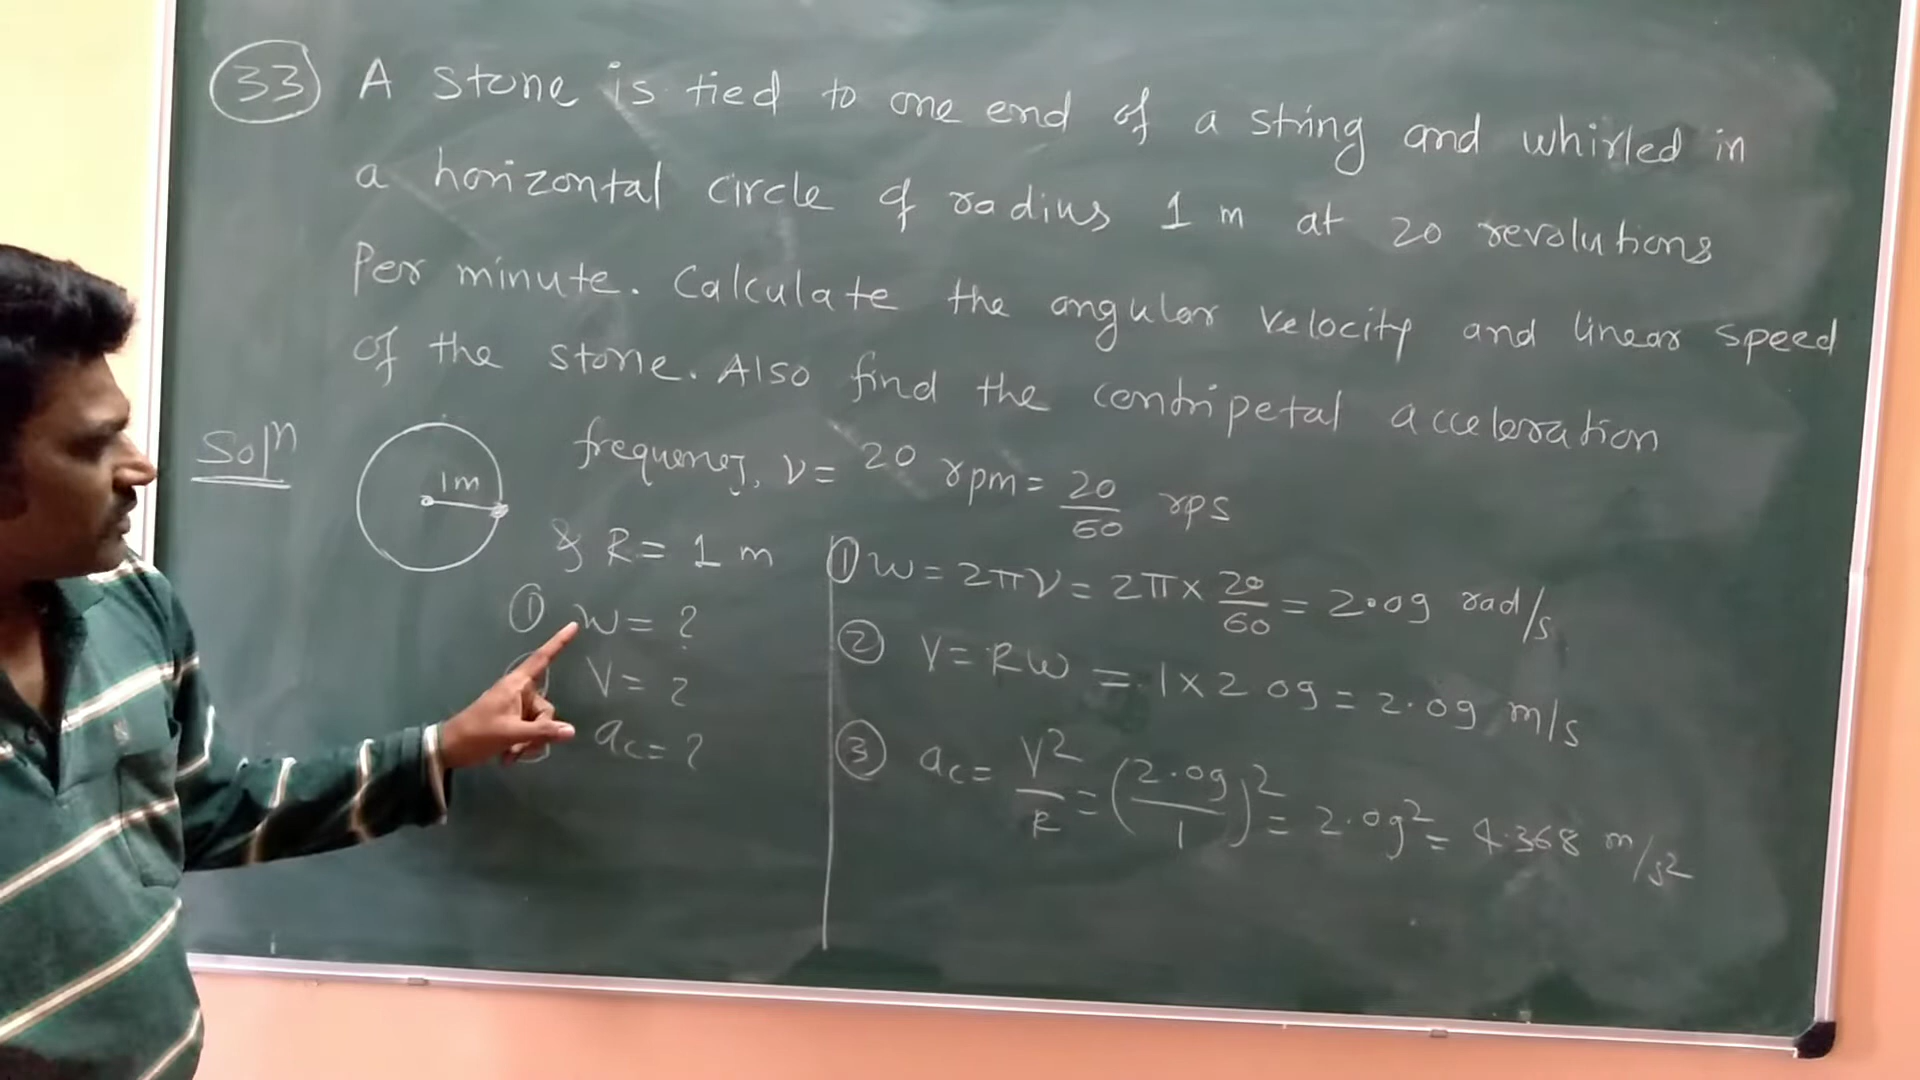 33 A stone is tied to one end of a string and whirled in
a horizontal circle of radius 1 m at 20 revolutions
Per minute. Calculate the angular velocity and linear speed
of the stone. Also find the centripetal acceleration
Solⁿ
1m
frequency, ν = 20 rpm = 20/60 rps
& R = 1 m
① w = ?
V = ?
ac = ?
① w = 2πν = 2π × 20/60 = 2.09 rad/s
② V = RW = 1 × 2 09 = 2.09 m/s
③ ac = V²/R = (2.09/1)² = 2.09² = 4.368 m/s²